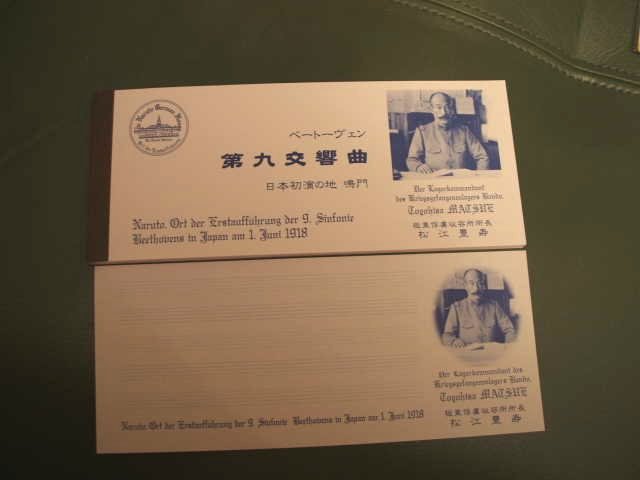 The Naruto German House
ベートーヴェン
第九交響曲
日本初演の地 鳴門
Naruto, Ort der Erstaufführung der 9. Sinfonie
Beethovens in Japan am 1. Juni 1918
Der Lagerkommandant
des Kriegsgefangenenlagers Bando,
Toyohisa MATSUE
板東俘虜収容所所長
松江豊寿
Naruto, Ort der Erstaufführung der 9. Sinfonie Beethovens in Japan am 1. Juni 1918
Der Lagerkommandant des
Kriegsgefangenenlagers Bando,
Toyohisa MATSUE
板東俘虜収容所所長
松江豊寿